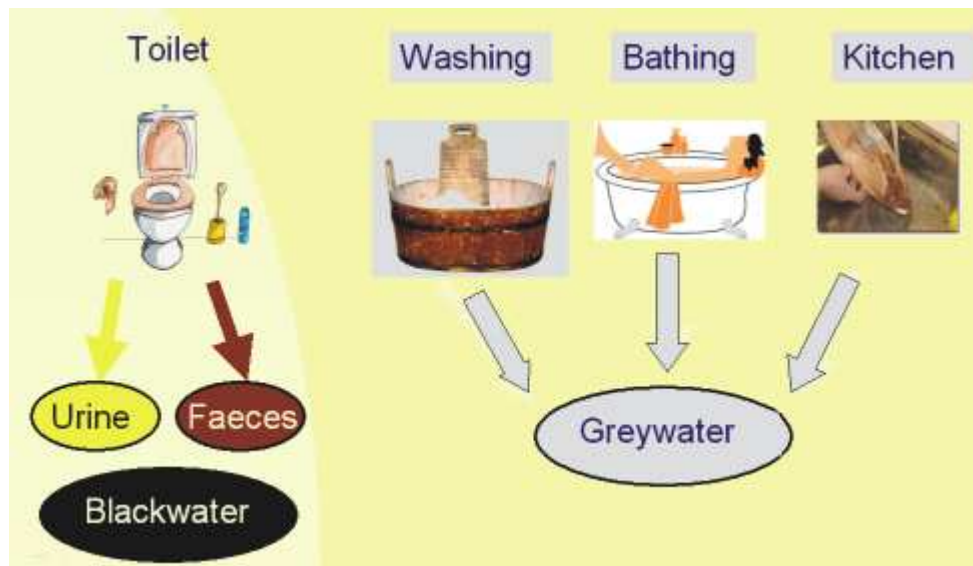 Toilet
Washing
Bathing
Kitchen
Urine
Faeces
Greywater
Blackwater